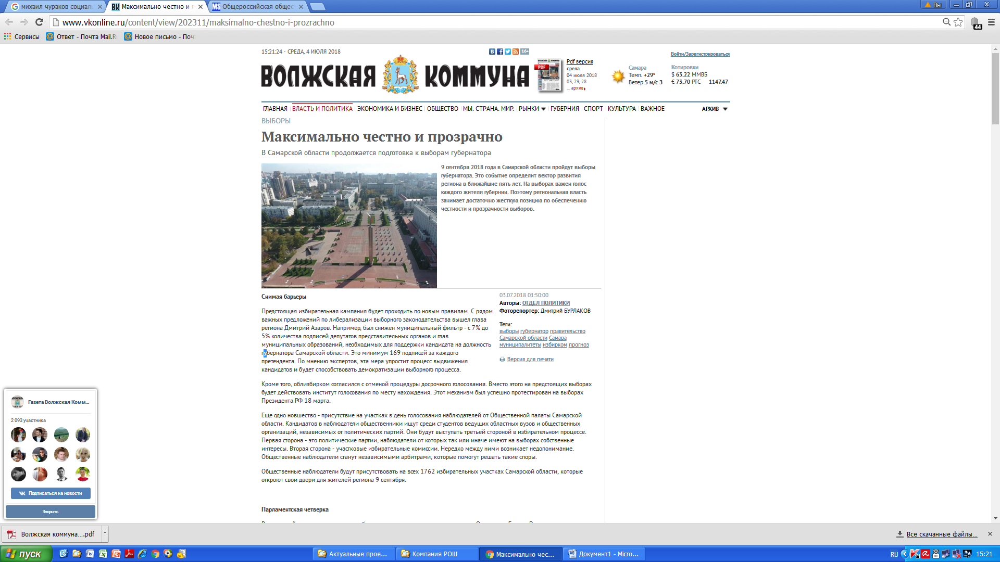 михаил чураков социаль
Максимально честно и п
Общероссийская общес
Вы
www.vkonline.ru/content/view/202311/maksimalno-chestno-i-prozrachno
44
Сервисы
Ответ - Почта Mail.R
Новое письмо - Поч
15:21:24 - СРЕДА, 4 ИЮЛЯ 2018
16+
Войти/Зарегистрироваться
ВОЛЖСКАЯ КОММУНА
PDF
Pdf версия
среда
04 июля 2018
03, 29, 28
... архив
Самара
Темп. +29°
Ветер 5 м/с З
Котировки
$ 63.22 ММВБ
€ 73.70 РТС 1147.47
ГЛАВНАЯ ВЛАСТЬ И ПОЛИТИКА ЭКОНОМИКА И БИЗНЕС ОБЩЕСТВО МЫ. СТРАНА. МИР. РЫНКИ ГУБЕРНИЯ СПОРТ КУЛЬТУРА ВАЖНОЕ АРХИВ
ВЫБОРЫ
Максимально честно и прозрачно
В Самарской области продолжается подготовка к выборам губернатора
9 сентября 2018 года в Самарской области пройдут выборы
губернатора. Это событие определит вектор развития
региона в ближайшие пять лет. На выборах важен голос
каждого жителя губернии. Поэтому региональная власть
занимает достаточно жесткую позицию по обеспечению
честности и прозрачности выборов.
Снимая барьеры
Предстоящая избирательная кампания будет проходить по новым правилам. С рядом
важных предложений по либерализации выборного законодательства вышел глава
региона Дмитрий Азаров. Например, был снижен муниципальный фильтр - с 7% до
5% количества подписей депутатов представительных органов и глав
муниципальных образований, необходимых для поддержки кандидата на должность
губернатора Самарской области. Это минимум 169 подписей за каждого
претендента. По мнению экспертов, эта мера упростит процесс выдвижения
кандидатов и будет способствовать демократизации выборного процесса.
03.07.2018 01:50:00
Авторы: ОТДЕЛ ПОЛИТИКИ
Фоторепортер: Дмитрий БУРЛАКОВ
Теги:
выборы губернатор правительство
Самарской области Самара
муниципалитеты избирком прогноз
Версия для печати
Кроме того, облизбирком согласился с отменой процедуры досрочного голосования. Вместо этого на предстоящих выборах
будет действовать институт голосования по месту нахождения. Этот механизм был успешно протестирован на выборах
Президента РФ 18 марта.
Еще одно новшество - присутствие на участках в день голосования наблюдателей от Общественной палаты Самарской
области. Кандидатов в наблюдатели общественники ищут среди студентов ведущих областных вузов и общественных
организаций, независимых от политических партий. Они будут выступать третьей стороной в избирательном процессе.
Первая сторона - это политические партии, наблюдатели от которых так или иначе имеют на выборах собственные
интересы. Вторая сторона - участковые избирательные комиссии. Нередко между ними возникает недопонимание.
Общественные наблюдатели станут независимыми арбитрами, которые помогут решать такие споры.
Общественные наблюдатели будут присутствовать на всех 1762 избирательных участках Самарской области, которые
откроют свои двери для жителей региона 9 сентября.
Парламентская четверка
Газета Волжская Комм...
2 093 участника
Подписаться на новости
Закрыть
Волжская коммуна....pdf
Все скачанные файлы...
пуск
Актуальные прое...
Компания РОШ
Максимально чес...
Документ1 - Micro...
RU
15:21